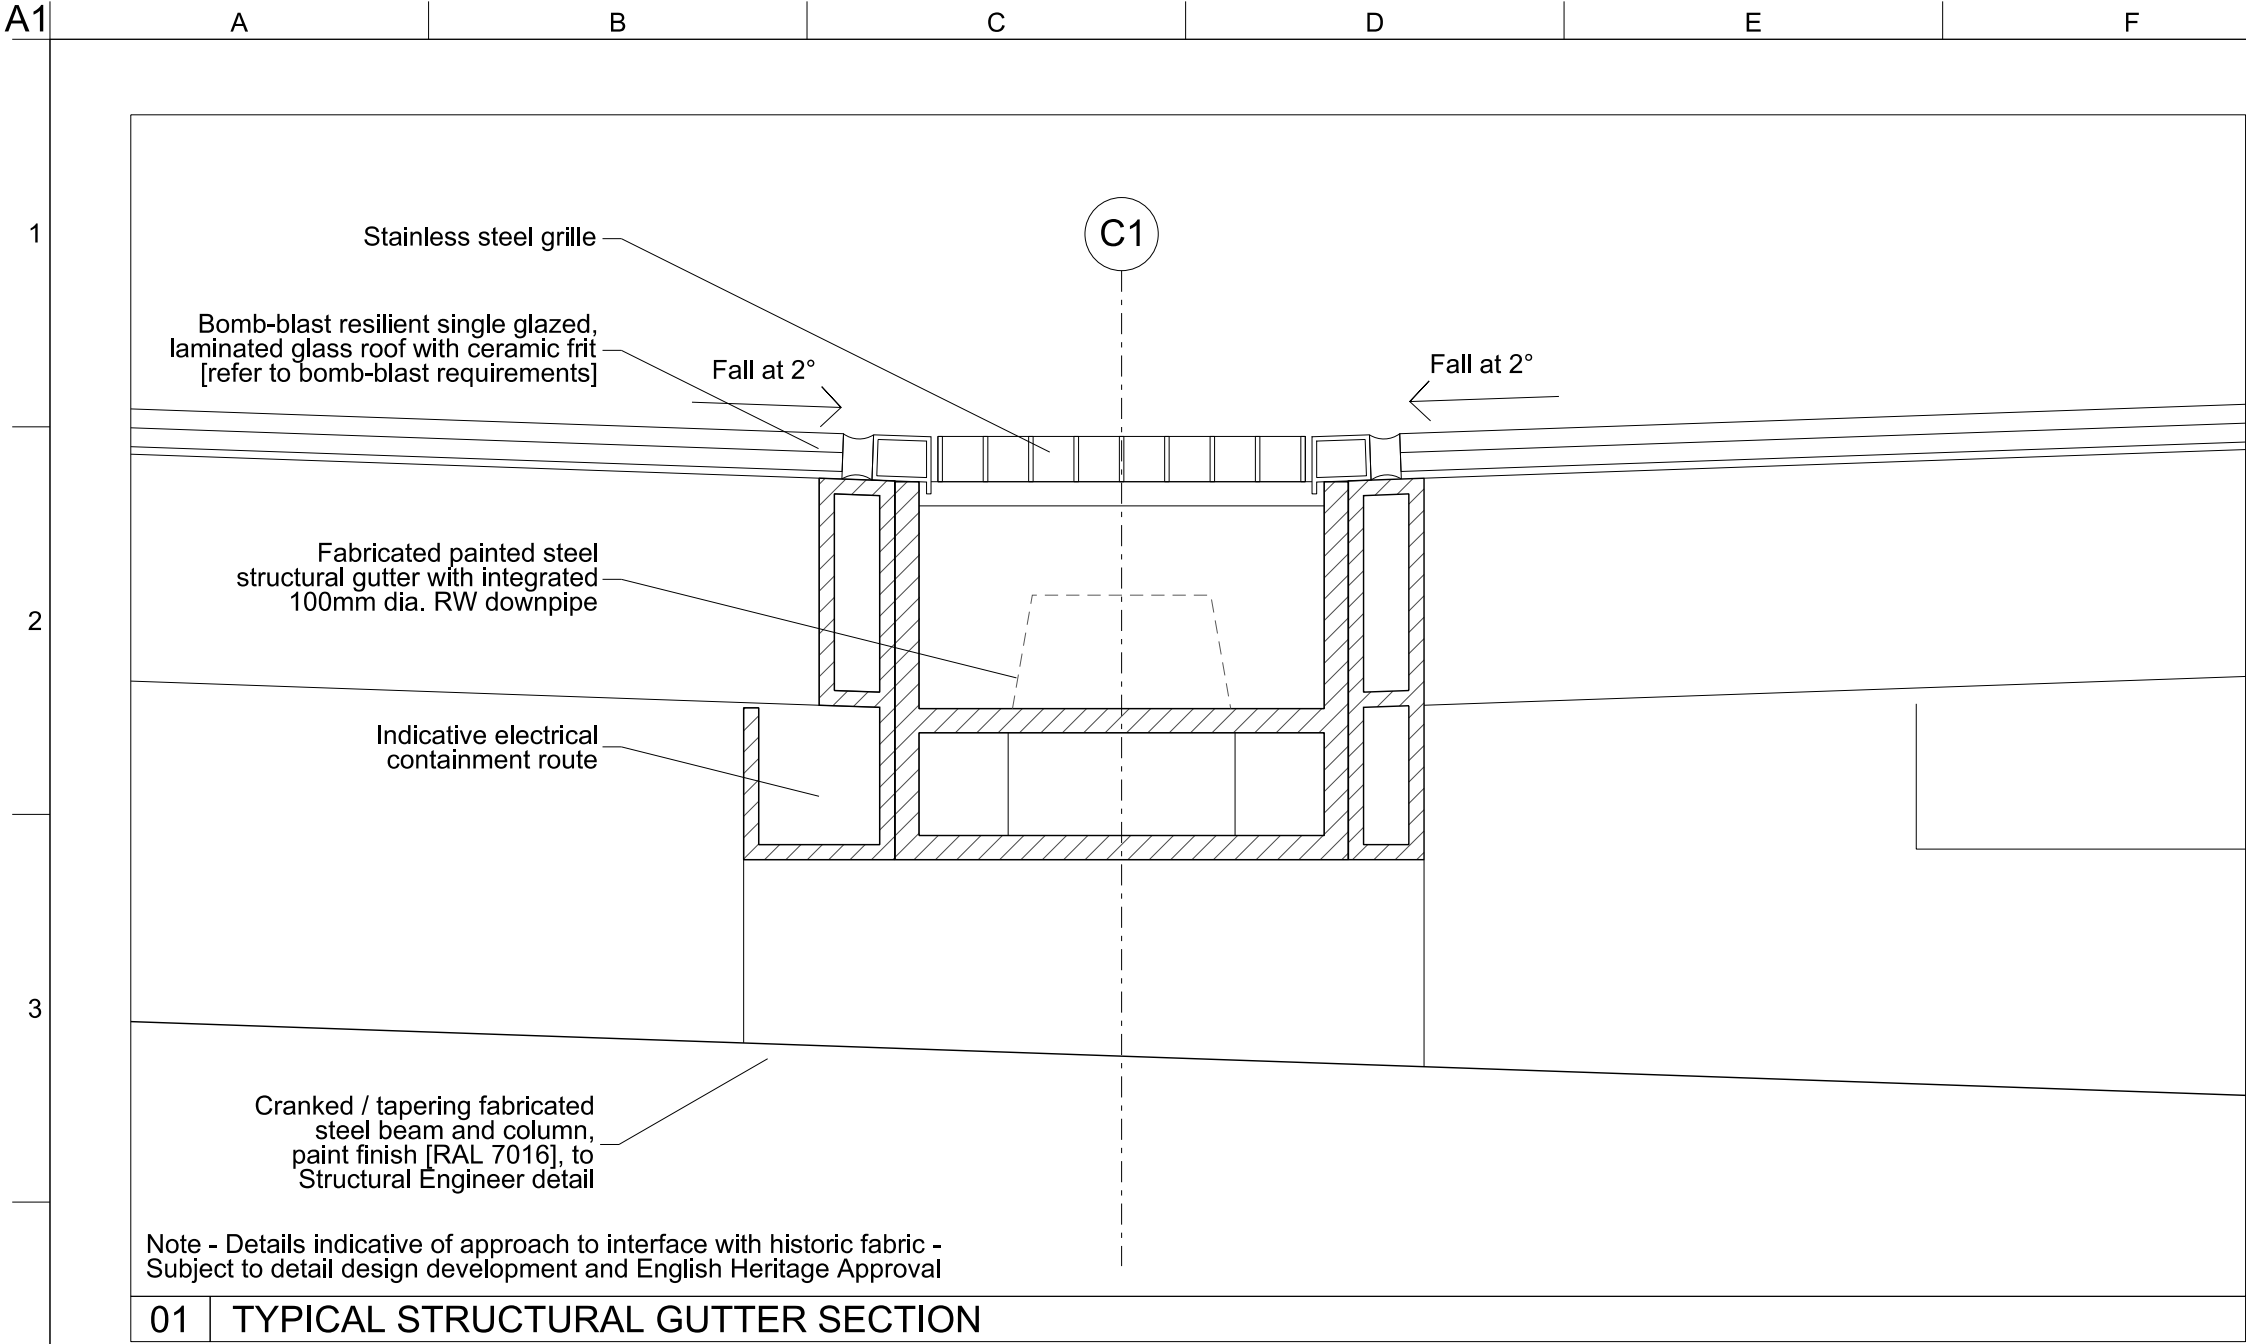 A1
A B C D E F
1
2
3
C1
Stainless steel grille
Bomb-blast resilient single glazed,
laminated glass roof with ceramic frit
[refer to bomb-blast requirements]
Fall at 2°
Fall at 2°
Fabricated painted steel
structural gutter with integrated
100mm dia. RW downpipe
Indicative electrical
containment route
Cranked / tapering fabricated
steel beam and column,
paint finish [RAL 7016], to
Structural Engineer detail
Note - Details indicative of approach to interface with historic fabric -
Subject to detail design development and English Heritage Approval
01 TYPICAL STRUCTURAL GUTTER SECTION